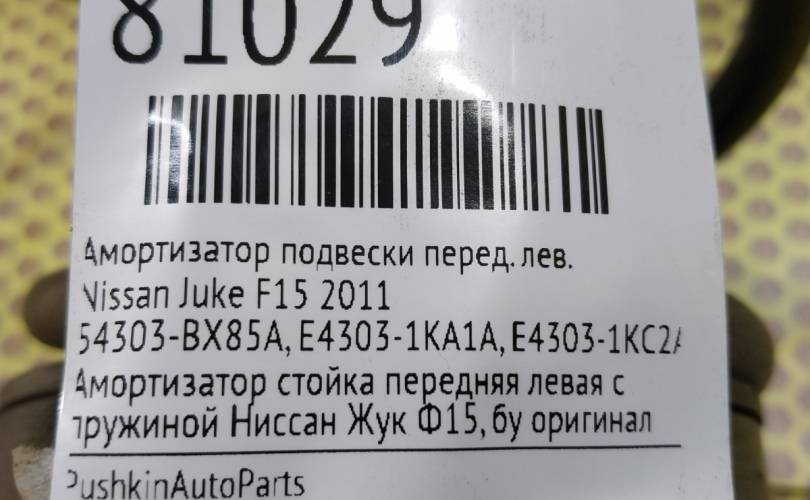 81029
Амортизатор подвески перед. лев.
Nissan Juke F15 2011
54303-BX85A, E4303-1KA1A, E4303-1KC2A
Амортизатор стойка передняя левая с
пружиной Ниссан Жук Ф15, бу оригинал
PushkinAutoParts